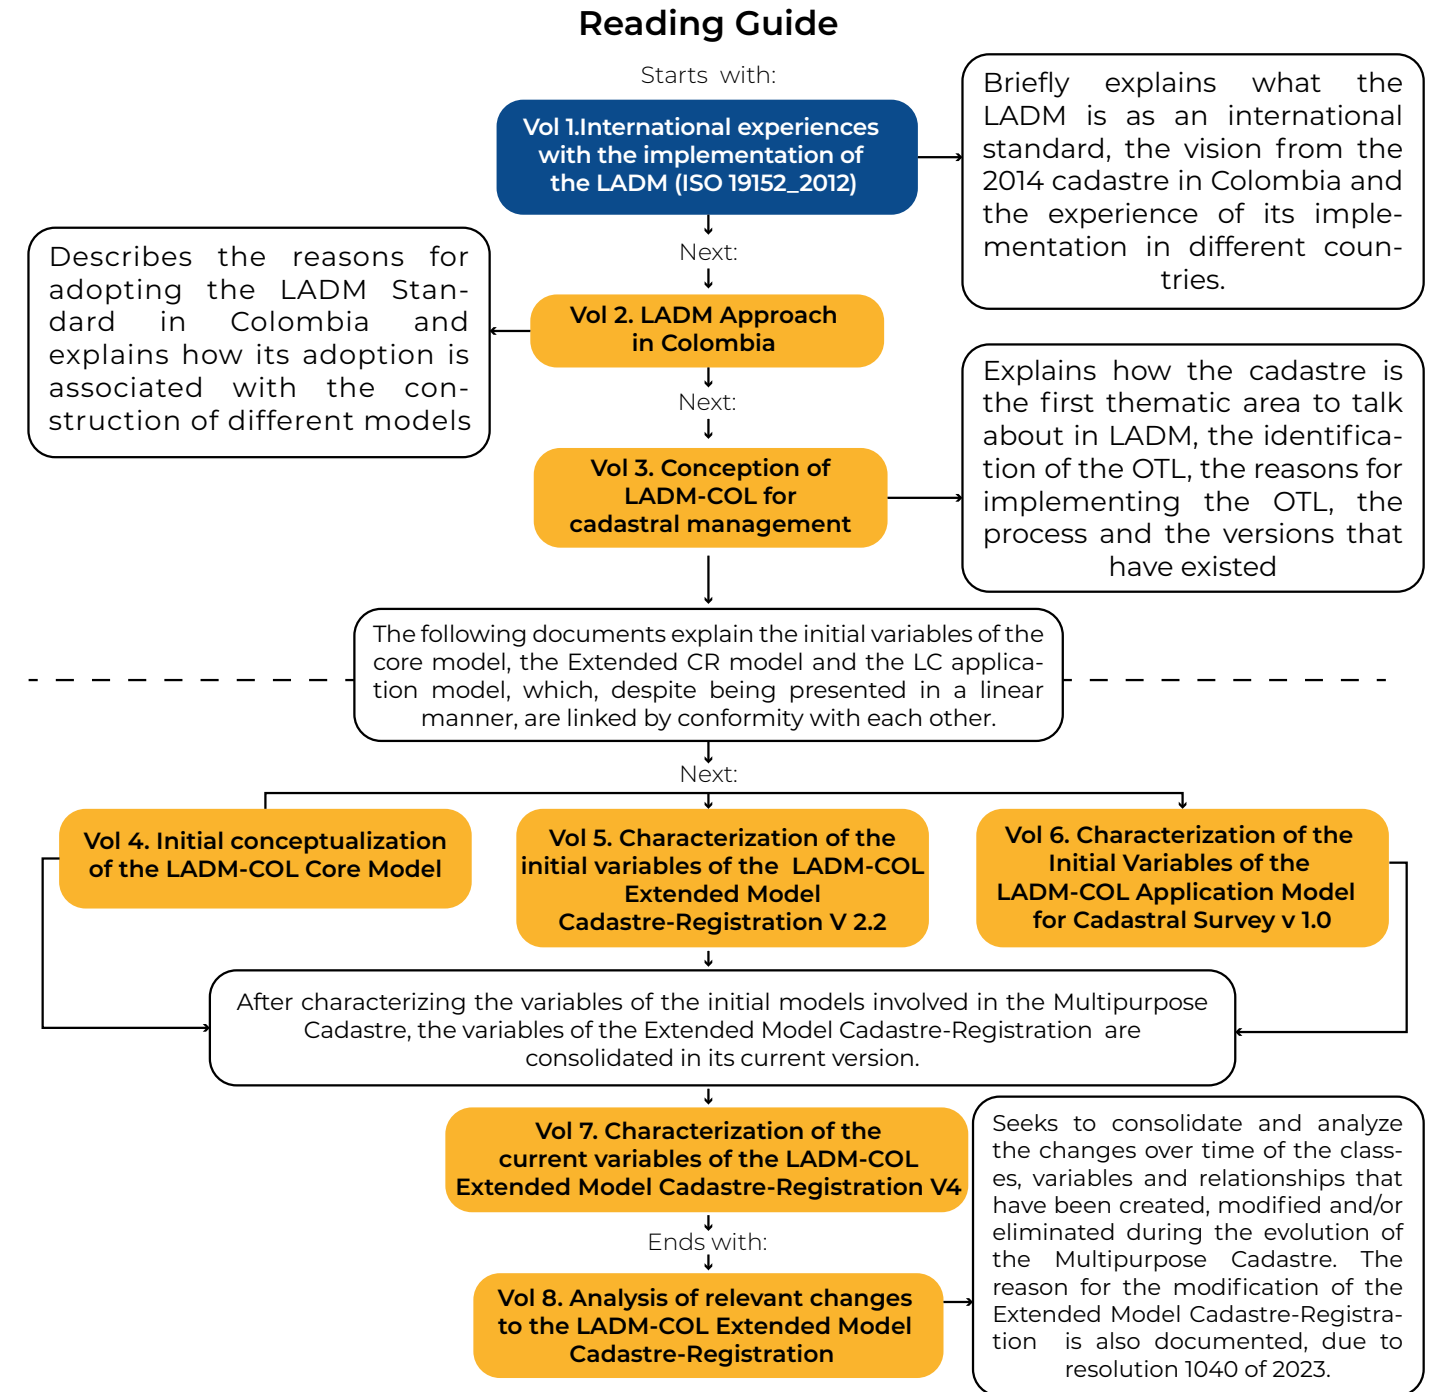 Reading Guide
Starts with:
Vol 1.International experiences
with the implementation of
the LADM (ISO 19152_2012)
Briefly explains what the
LADM is as an international
standard, the vision from the
2014 cadastre in Colombia and
the experience of its imple-
mentation in different coun-
tries.
Next:
Vol 2. LADM Approach
in Colombia
Describes the reasons for
adopting the LADM Stan-
dard in Colombia and
explains how its adoption is
associated with the con-
struction of different models
Next:
Vol 3. Conception of
LADM-COL for
cadastral management
Explains how the cadastre is
the first thematic area to talk
about in LADM, the identifica-
tion of the OTL, the reasons for
implementing the OTL, the
process and the versions that
have existed
The following documents explain the initial variables of the
core model, the Extended CR model and the LC applica-
tion model, which, despite being presented in a linear
manner, are linked by conformity with each other.
Next:
Vol 4. Initial conceptualization
of the LADM-COL Core Model
Vol 5. Characterization of the
initial variables of the LADM-COL
Extended Model
Cadastre-Registration V 2.2
Vol 6. Characterization of the
Initial Variables of the
LADM-COL Application Model
for Cadastral Survey v 1.0
After characterizing the variables of the initial models involved in the Multipurpose
Cadastre, the variables of the Extended Model Cadastre-Registration are
consolidated in its current version.
Vol 7. Characterization of the
current variables of the LADM-COL
Extended Model Cadastre-Registration V4
Ends with:
Vol 8. Analysis of relevant changes
to the LADM-COL Extended Model
Cadastre-Registration
Seeks to consolidate and analyze
the changes over time of the class-
es, variables and relationships that
have been created, modified and/or
eliminated during the evolution of
the Multipurpose Cadastre. The
reason for the modification of the
Extended Model Cadastre-Registra-
tion is also documented, due to
resolution 1040 of 2023.